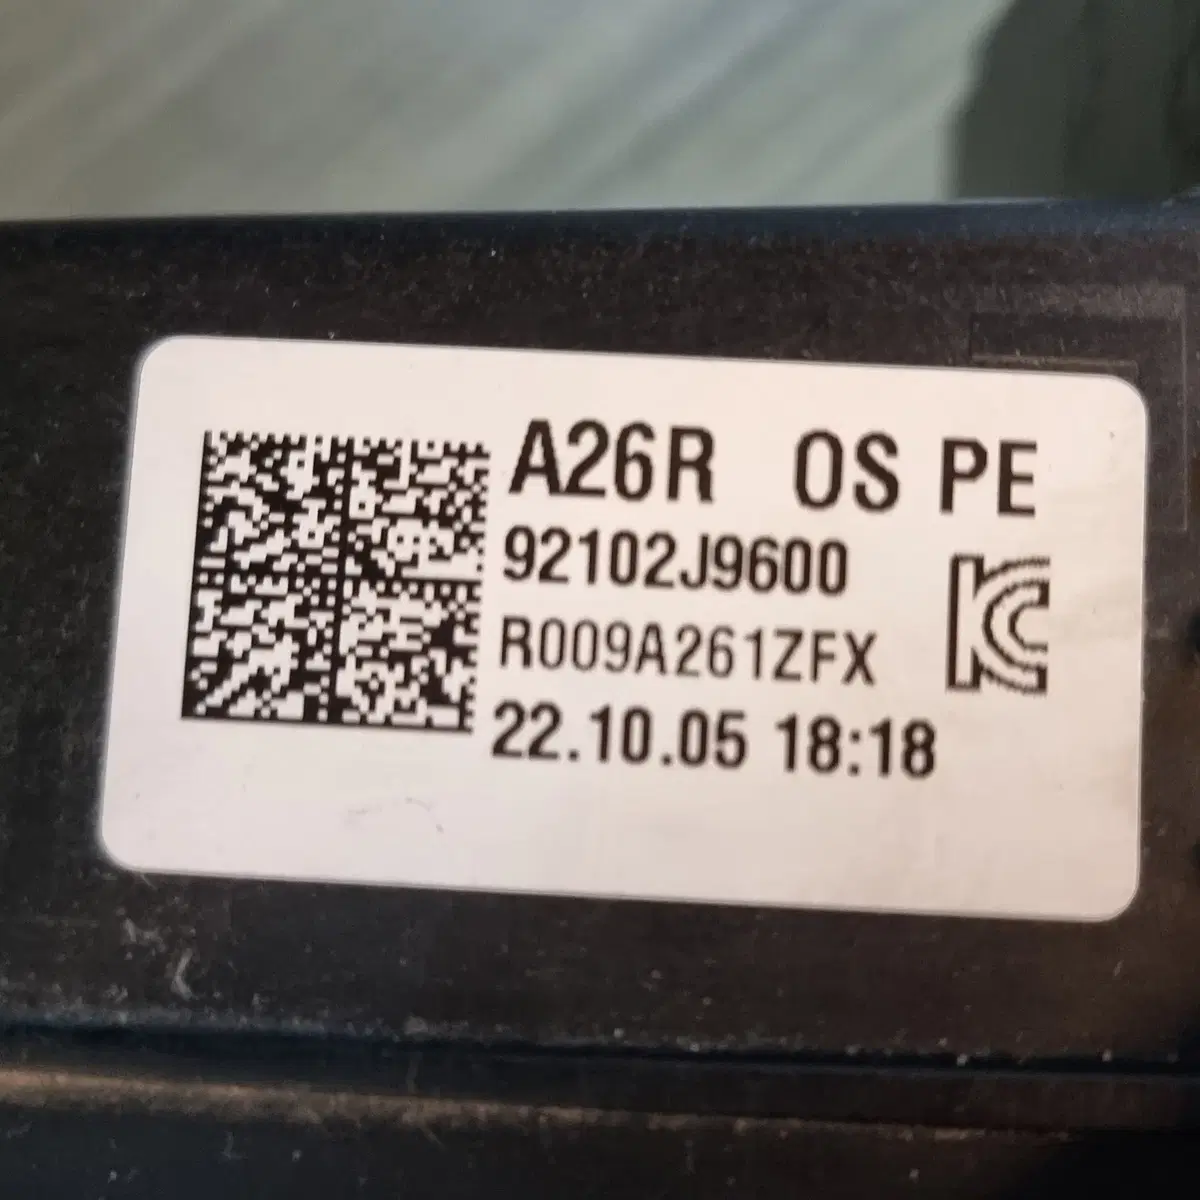 A26R OS PE
92102J9600
R009A261ZFX
22.10.05 18:18